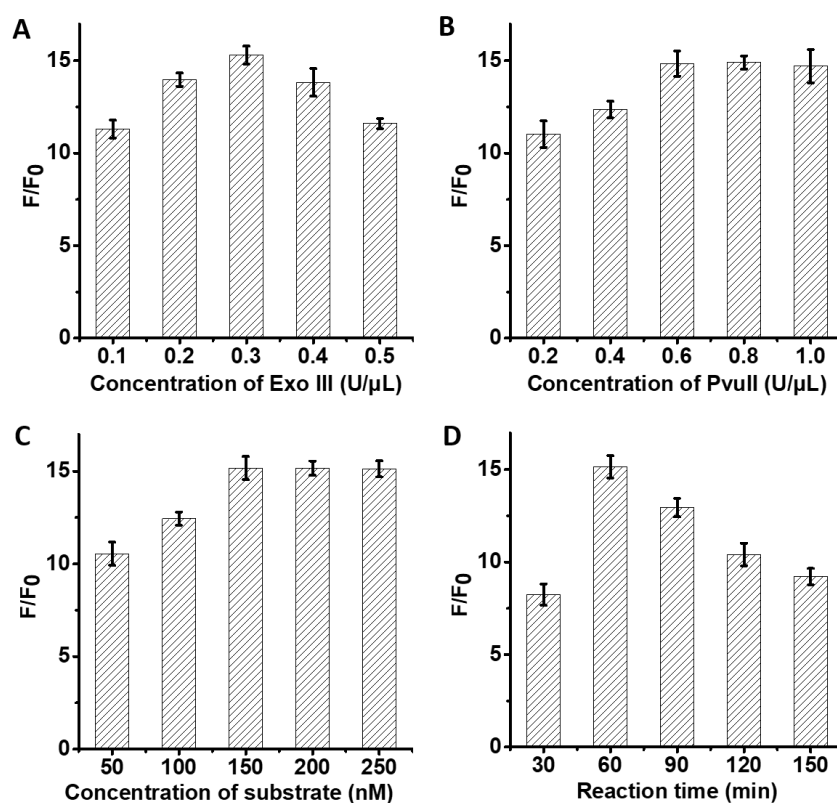 A
F/F0
15
10
5
0
0.1 0.2 0.3 0.4 0.5
Concentration of Exo III (U/µL)
B
F/F0
15
10
5
0
0.2 0.4 0.6 0.8 1.0
Concentration of PvuII (U/µL)
C
F/F0
15
10
5
0
50 100 150 200 250
Concentration of substrate (nM)
D
F/F0
15
10
5
0
30 60 90 120 150
Reaction time (min)